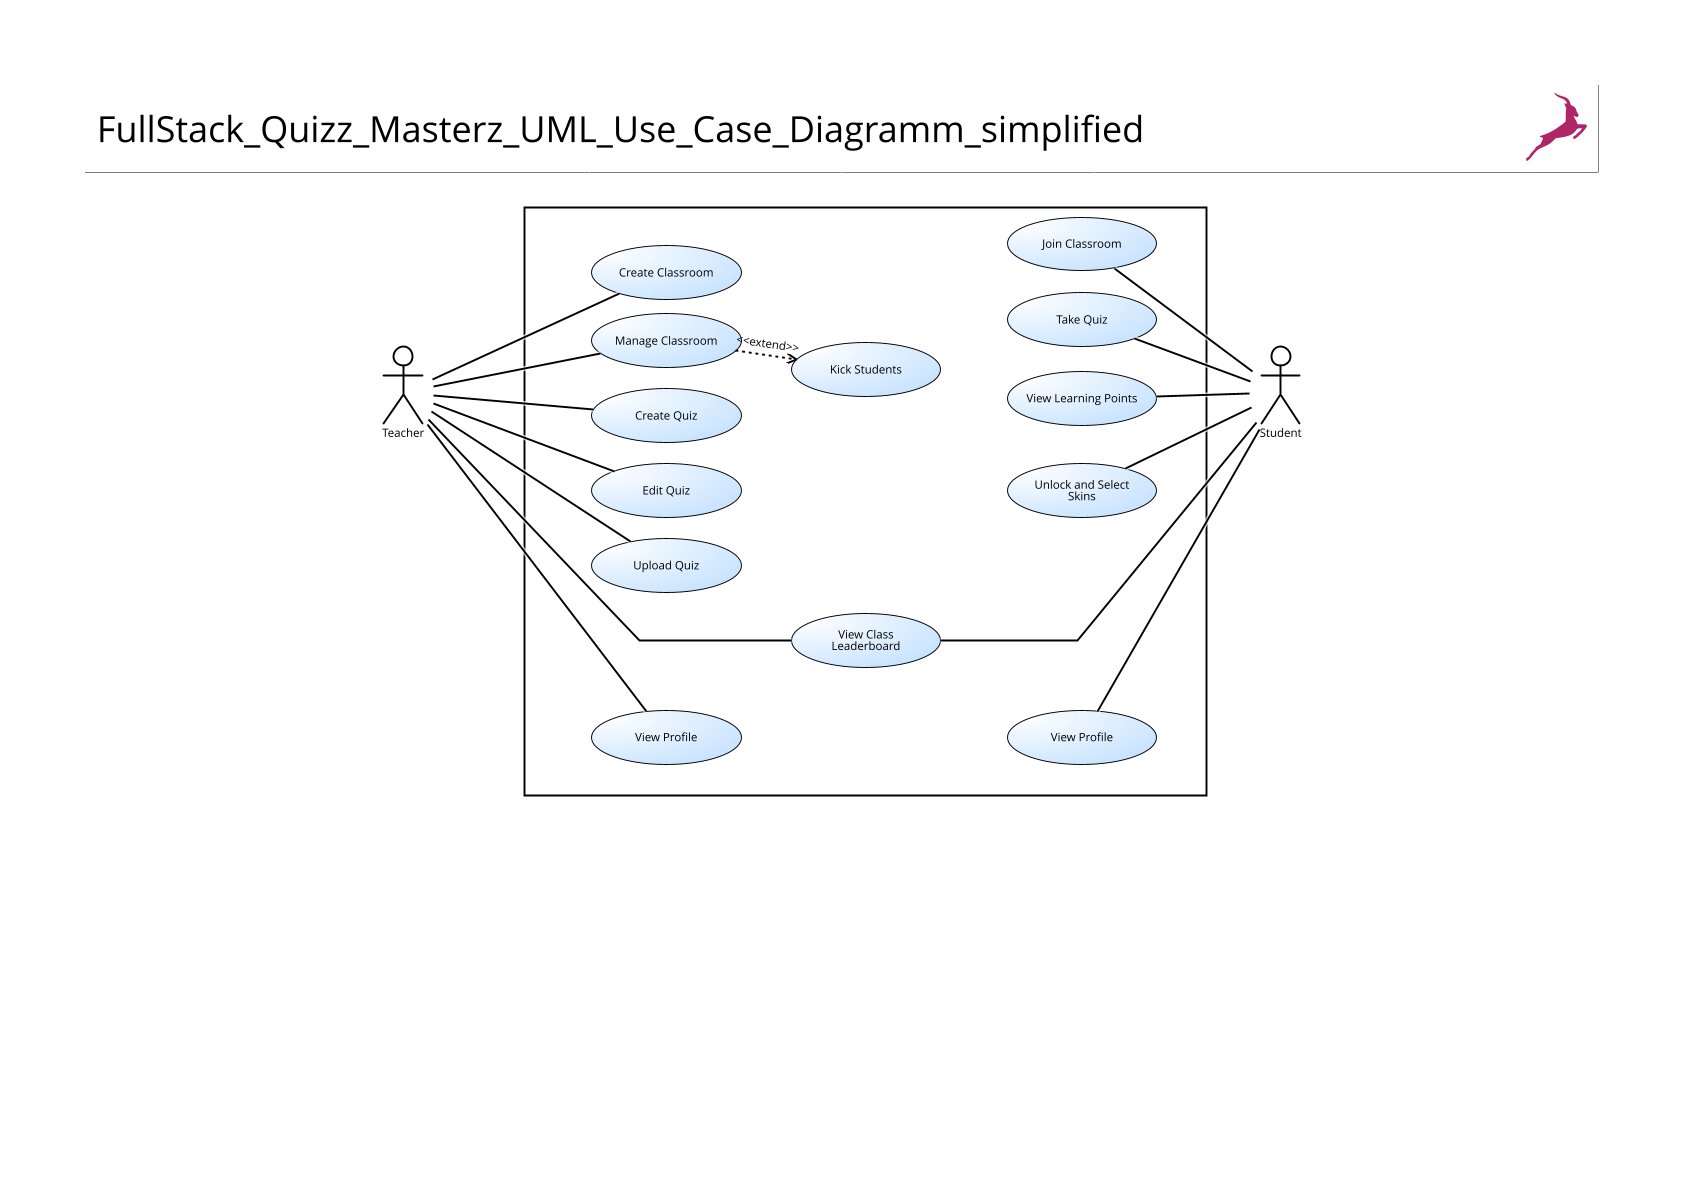 FullStack_Quizz_Masterz_UML_Use_Case_Diagramm_simplified
Join Classroom
Create Classroom
Take Quiz
Manage Classroom
<<extend>>
Kick Students
View Learning Points
Create Quiz
Teacher
Student
Edit Quiz
Unlock and Select
Skins
Upload Quiz
View Class
Leaderboard
View Profile
View Profile